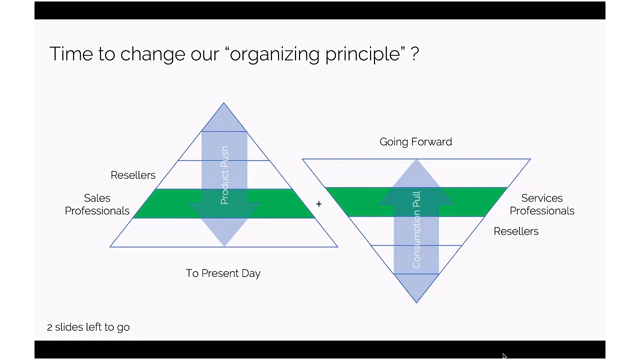 Time to change our “organizing principle” ?
Going Forward
Resellers
Sales
Professionals
Product Push
+
Consumption Pull
Services
Professionals
Resellers
To Present Day
2 slides left to go